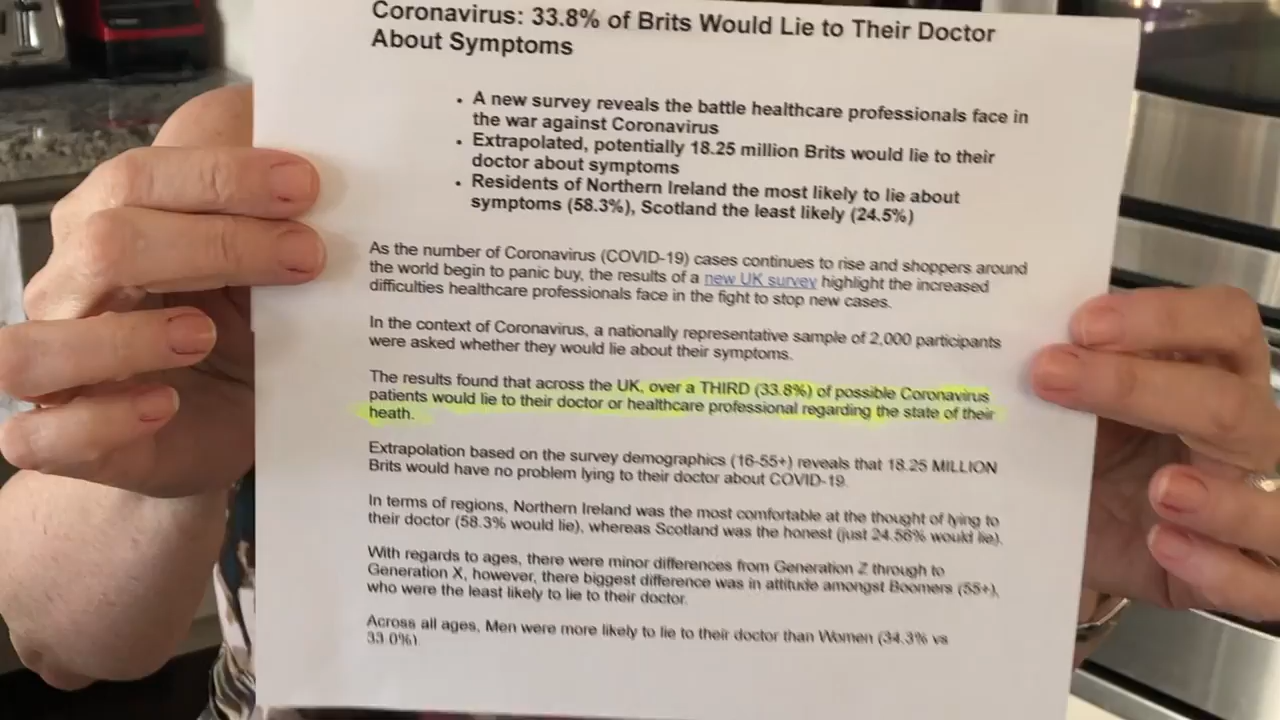 Coronavirus: 33.8% of Brits Would Lie to Their Doctor
About Symptoms
• A new survey reveals the battle healthcare professionals face in
the war against Coronavirus
• Extrapolated, potentially 18.25 million Brits would lie to their
doctor about symptoms
• Residents of Northern Ireland the most likely to lie about
symptoms (58.3%), Scotland the least likely (24.5%)
As the number of Coronavirus (COVID-19) cases continues to rise and shoppers around
the world begin to panic buy, the results of a new UK survey highlight the increased
difficulties healthcare professionals face in the fight to stop new cases.
In the context of Coronavirus, a nationally representative sample of 2,000 participants
were asked whether they would lie about their symptoms.
The results found that across the UK, over a THIRD (33.8%) of possible Coronavirus
patients would lie to their doctor or healthcare professional regarding the state of their
heath.
Extrapolation based on the survey demographics (16-55+) reveals that 18.25 MILLION
Brits would have no problem lying to their doctor about COVID-19.
In terms of regions, Northern Ireland was the most comfortable at the thought of lying to
their doctor (58.3% would lie), whereas Scotland was the honest (just 24.56% would lie).
With regards to ages, there were minor differences from Generation Z through to
Generation X, however, there biggest difference was in attitude amongst Boomers (55+),
who were the least likely to lie to their doctor.
Across all ages, Men were more likely to lie to their doctor than Women (34.3% vs
33.0%).